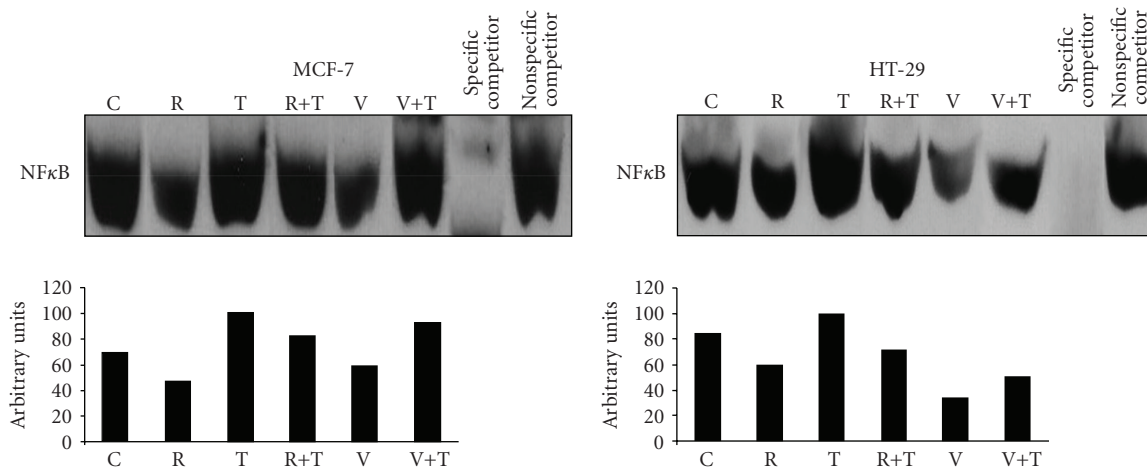 MCF-7
C R T R+T V V+T Specific competitor Nonspecific competitor
NFκB
120
100
80
60
40
20
0
Arbitrary units
C R T R+T V V+T
HT-29
C R T R+T V V+T Specific competitor Nonspecific competitor
NFκB
120
100
80
60
40
20
0
Arbitrary units
C R T R+T V V+T